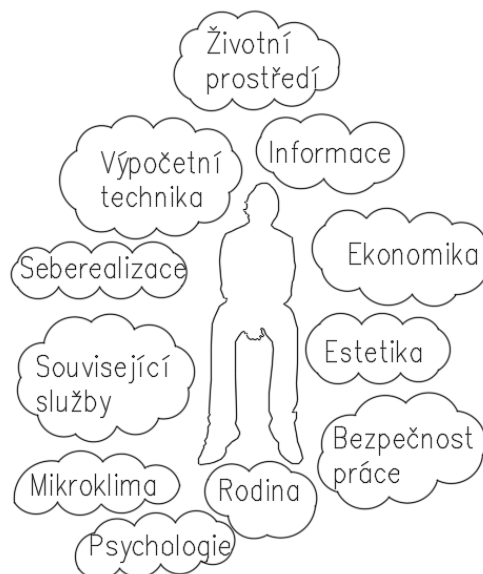 Životní
prostředí
Informace
Výpočetní
technika
Ekonomika
Seberealizace
Estetika
Související
služby
Bezpečnost
práce
Mikroklima
Rodina
Psychologie